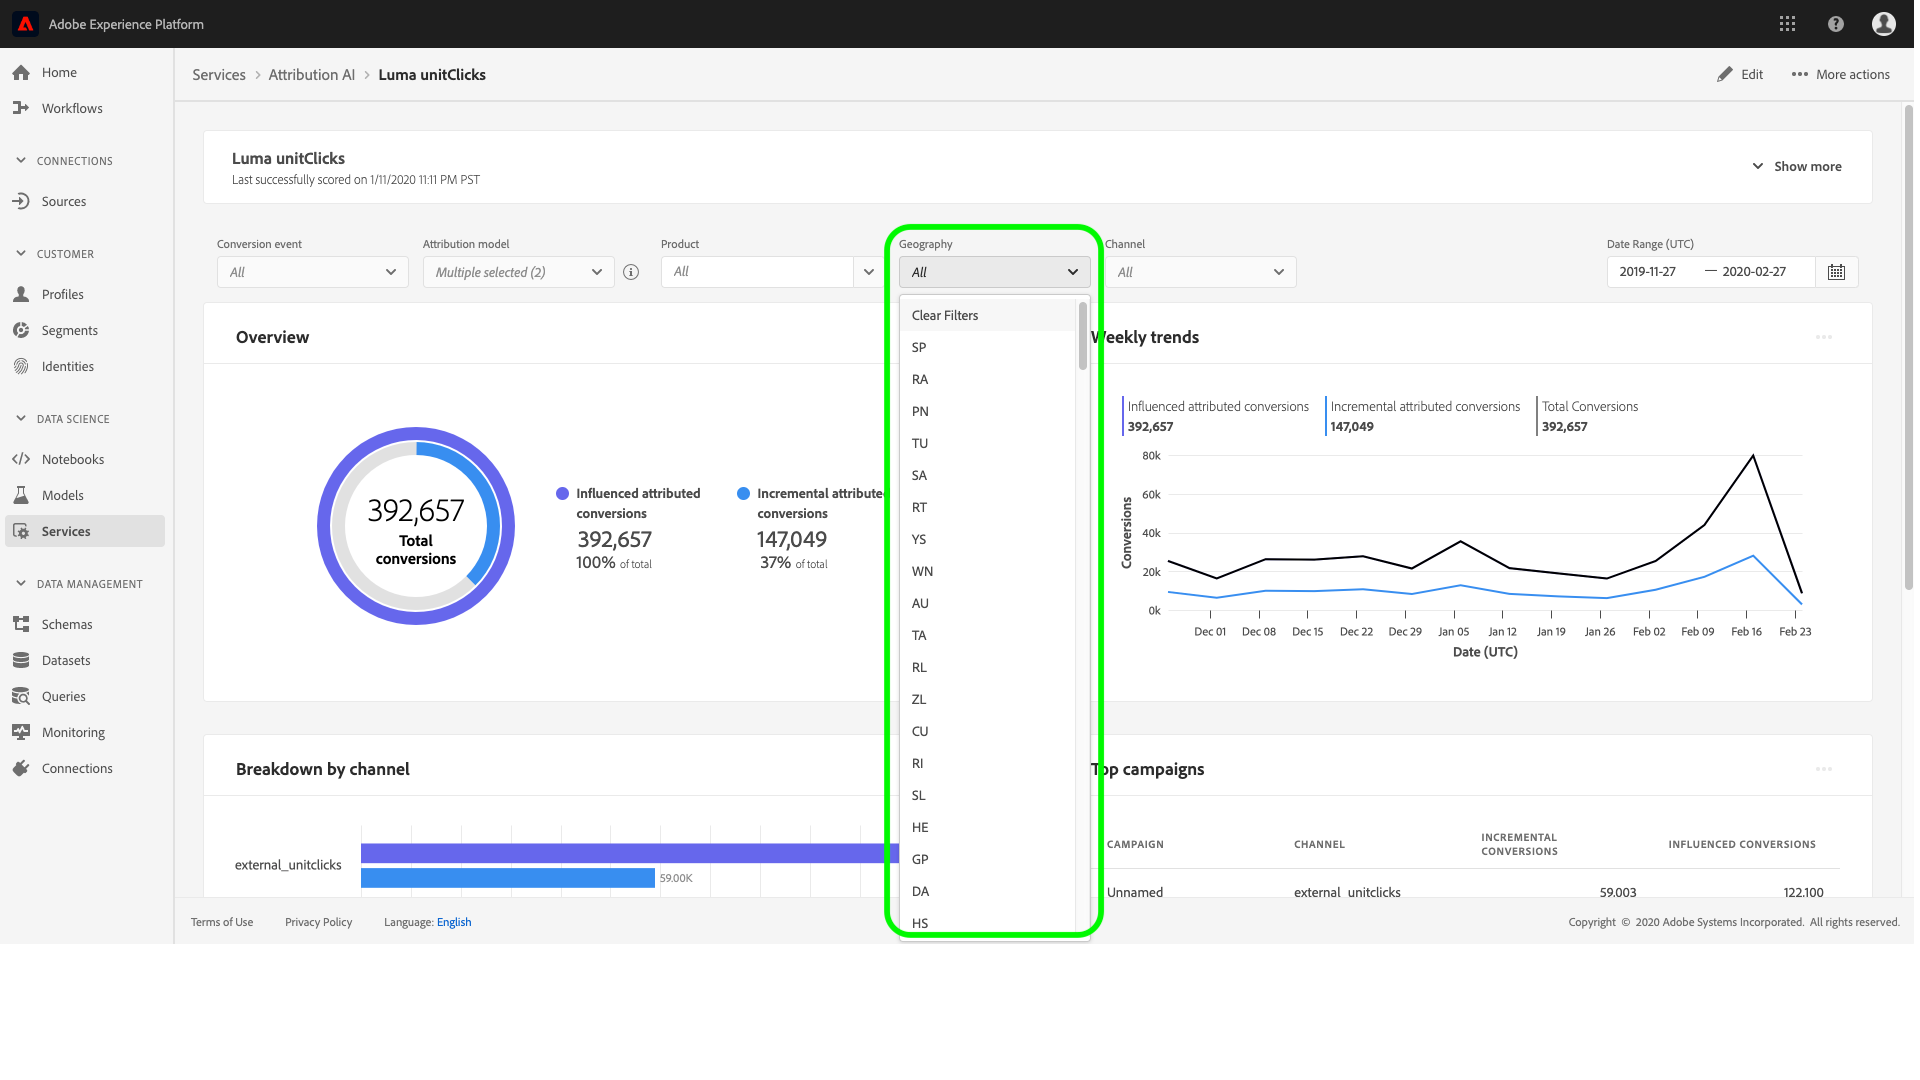 Adobe Experience Platform
Home
Workflows
CONNECTIONS
Sources
CUSTOMER
Profiles
Segments
Identities
DATA SCIENCE
Notebooks
Models
Services
DATA MANAGEMENT
Schemas
Datasets
Queries
Monitoring
Connections
Services > Attribution AI > Luma unitClicks
Edit
More actions
Luma unitClicks
Last successfully scored on 1/11/2020 11:11 PM PST
Show more
Conversion event
All
Attribution model
Multiple selected (2)
Product
All
Geography
All
Clear Filters
SP
RA
PN
TU
SA
RT
YS
WN
AU
TA
RL
ZL
CU
RI
SL
HE
GP
DA
HS
Channel
All
Date Range (UTC)
2019-11-27 — 2020-02-27
Overview
392,657
Total
conversions
Influenced attributed
conversions
392,657
100% of total
Incremental attribute
conversions
147,049
37% of total
Weekly trends
Influenced attributed conversions
392,657
Incremental attributed conversions
147,049
Total Conversions
392,657
Conversions
80k
60k
40k
20k
0k
Dec 01 Dec 08 Dec 15 Dec 22 Dec 29 Jan 05 Jan 12 Jan 19 Jan 26 Feb 02 Feb 09 Feb 16 Feb 23
Date (UTC)
Breakdown by channel
external_unitclicks
59.00K
Top campaigns
CAMPAIGN CHANNEL INCREMENTAL CONVERSIONS INFLUENCED CONVERSIONS
Unnamed external_unitclicks 59,003 122,100
Terms of Use Privacy Policy Language: English
Copyright © 2020 Adobe Systems Incorporated. All rights reserved.